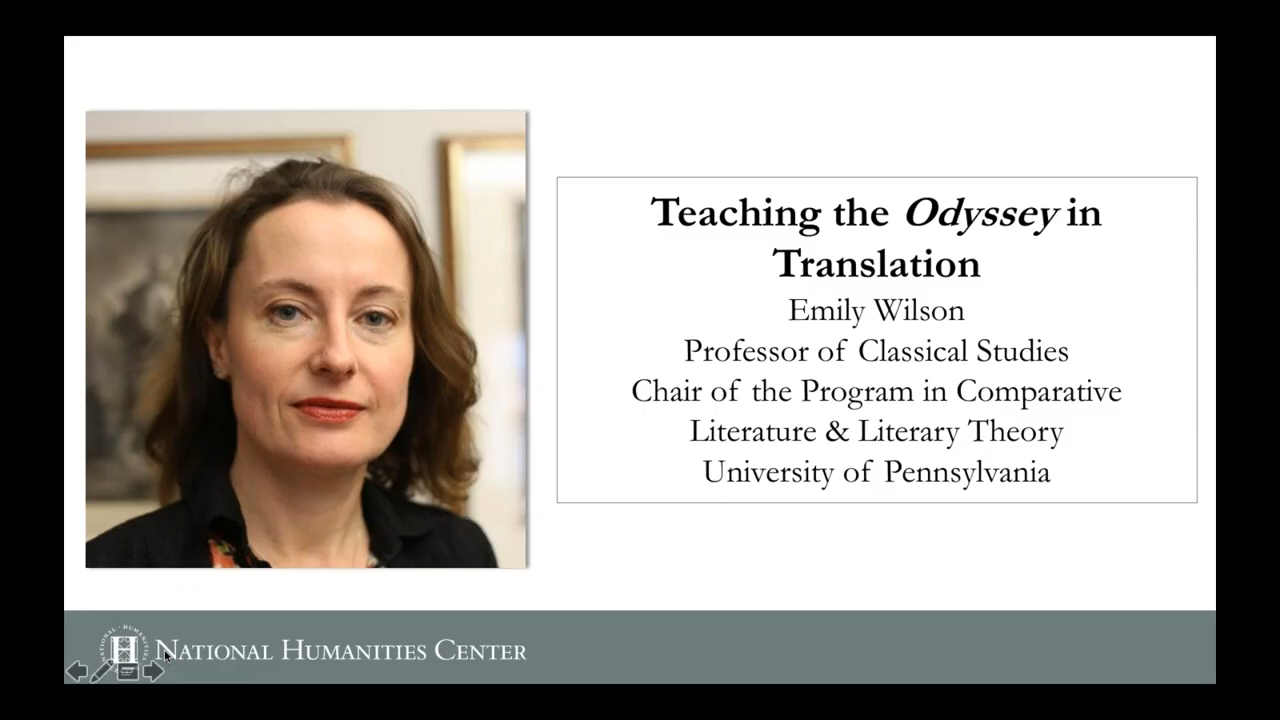 Teaching the Odyssey in
Translation
Emily Wilson
Professor of Classical Studies
Chair of the Program in Comparative
Literature & Literary Theory
University of Pennsylvania
NATIONAL HUMANITIES CENTER